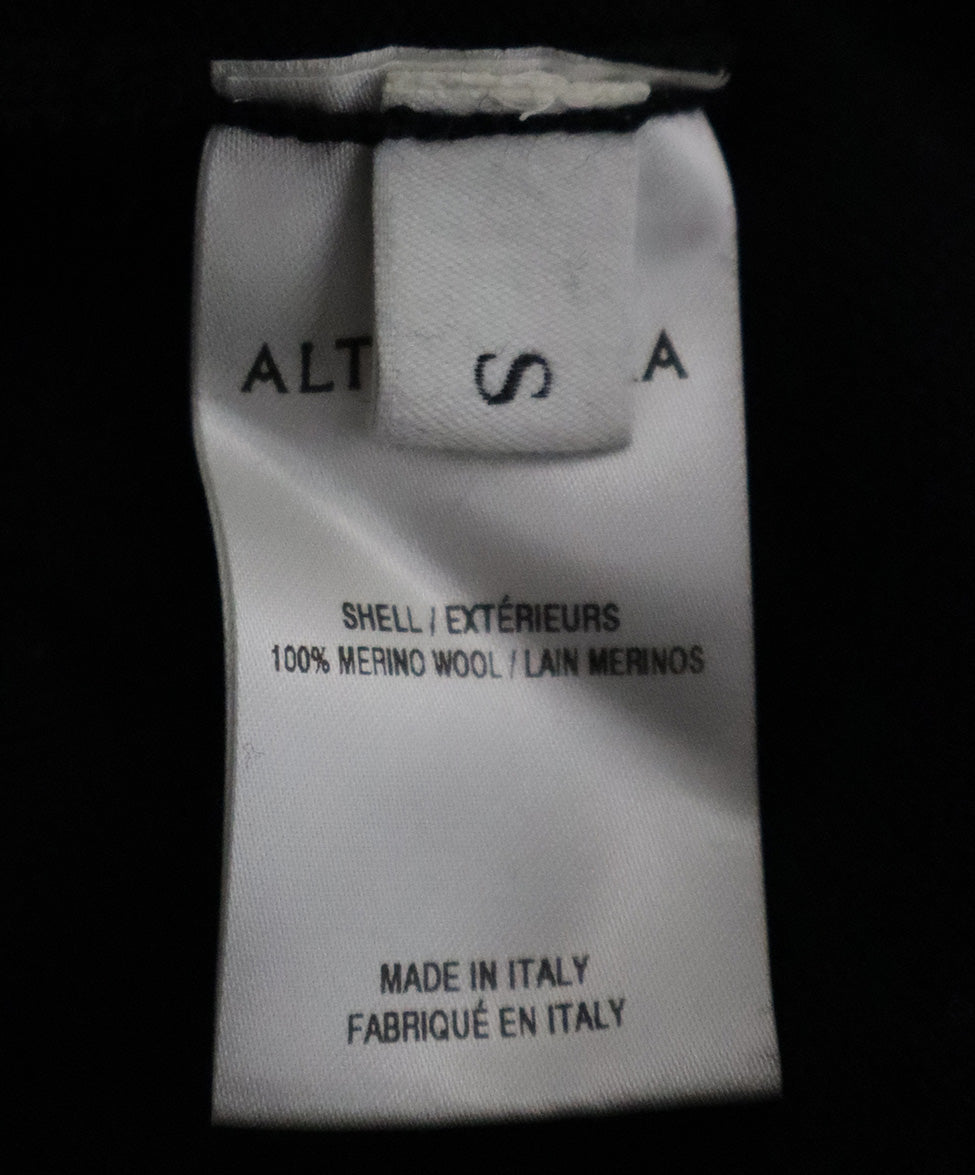 ALT A
S
SHELL / EXTÉRIEURS
100% MERINO WOOL / LAIN MERINOS
MADE IN ITALY
FABRIQUÉ EN ITALY